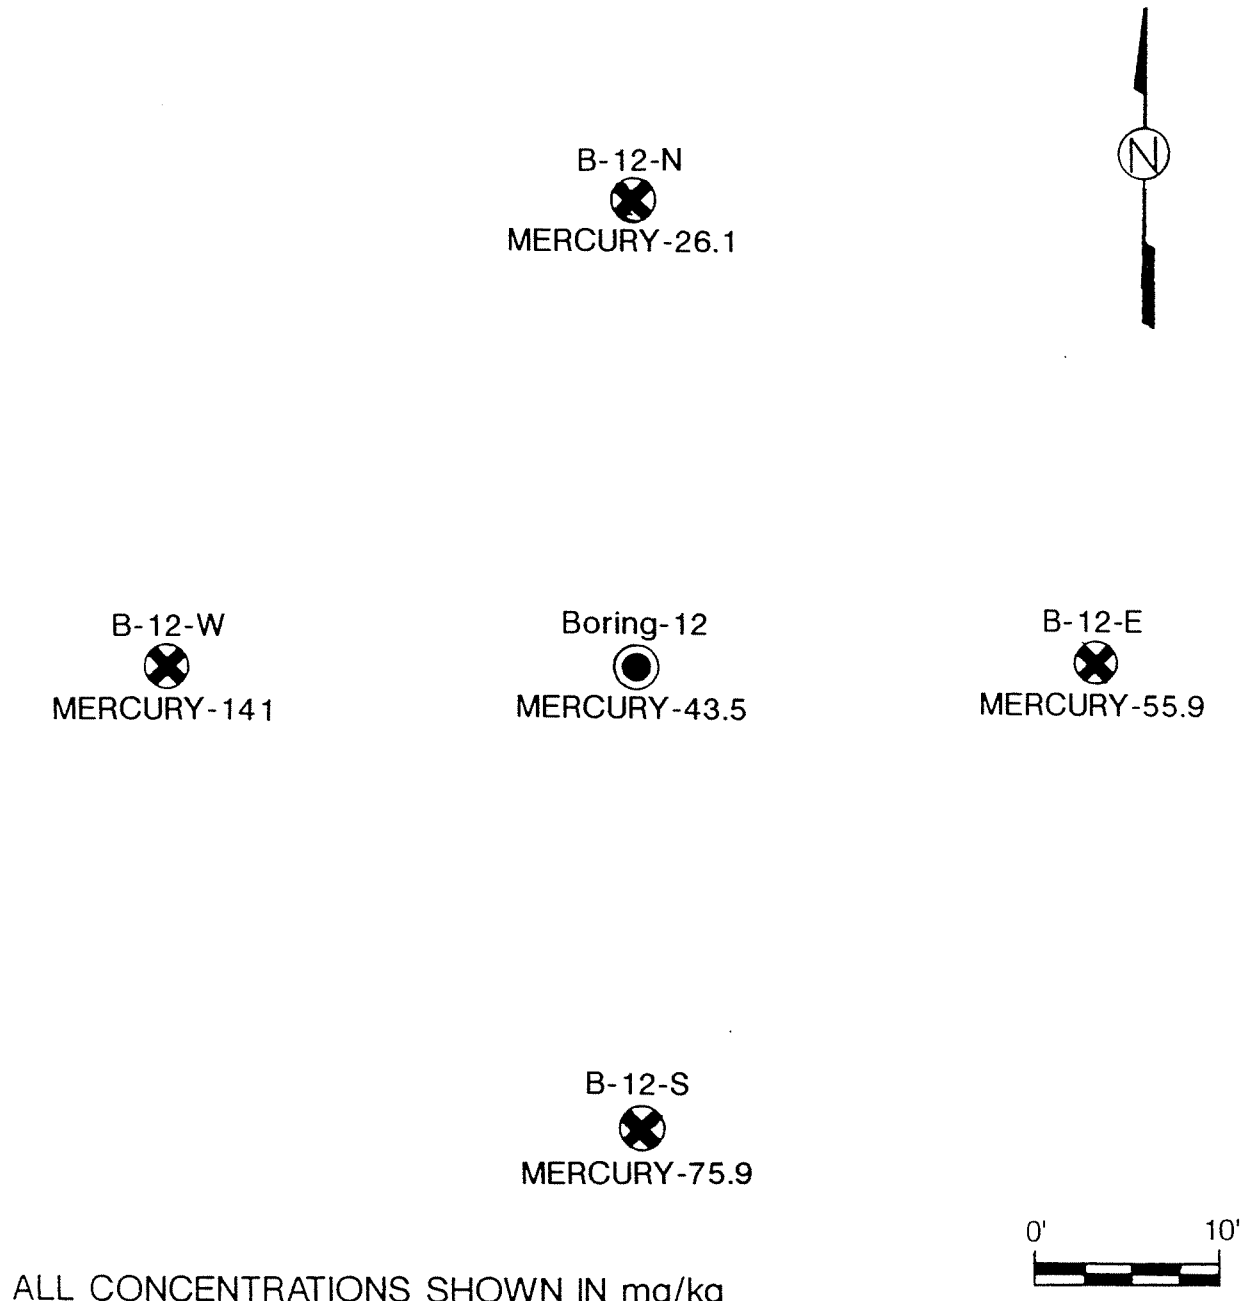 B-12-N
MERCURY-26.1
N
B-12-W
MERCURY-141
Boring-12
MERCURY-43.5
B-12-E
MERCURY-55.9
B-12-S
MERCURY-75.9
0' 10'
ALL CONCENTRATIONS SHOWN IN mg/kg